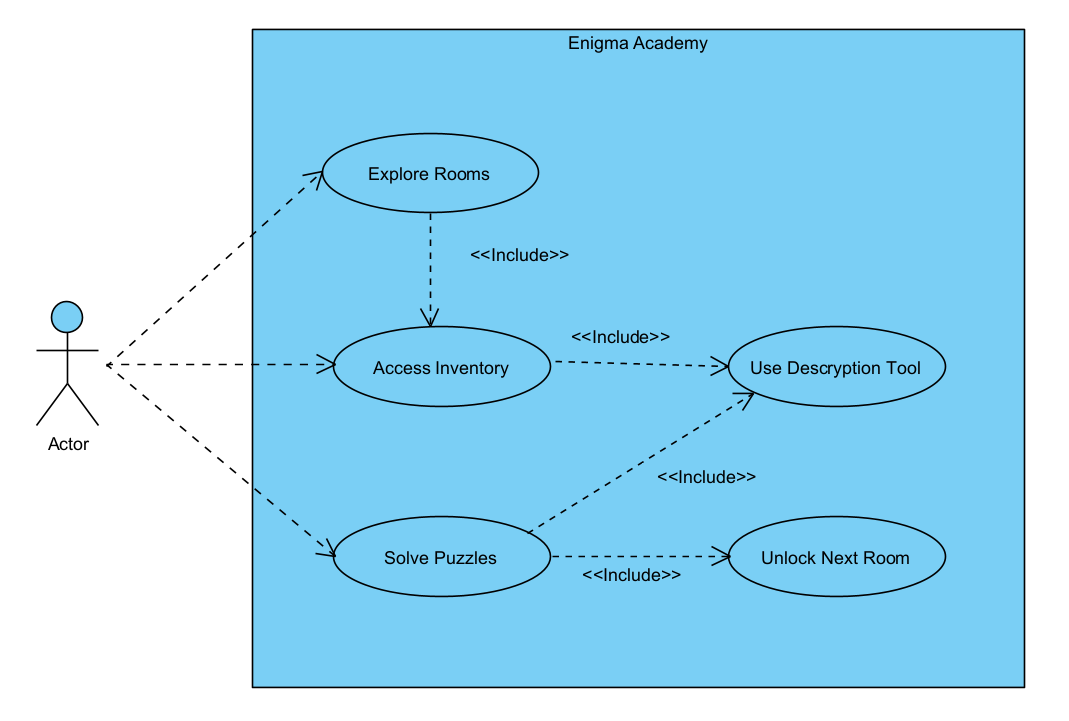 Enigma Academy
Explore Rooms
<<Include>>
<<Include>>
Access Inventory
Use Descryption Tool
Actor
<<Include>>
Solve Puzzles
Unlock Next Room
<<Include>>